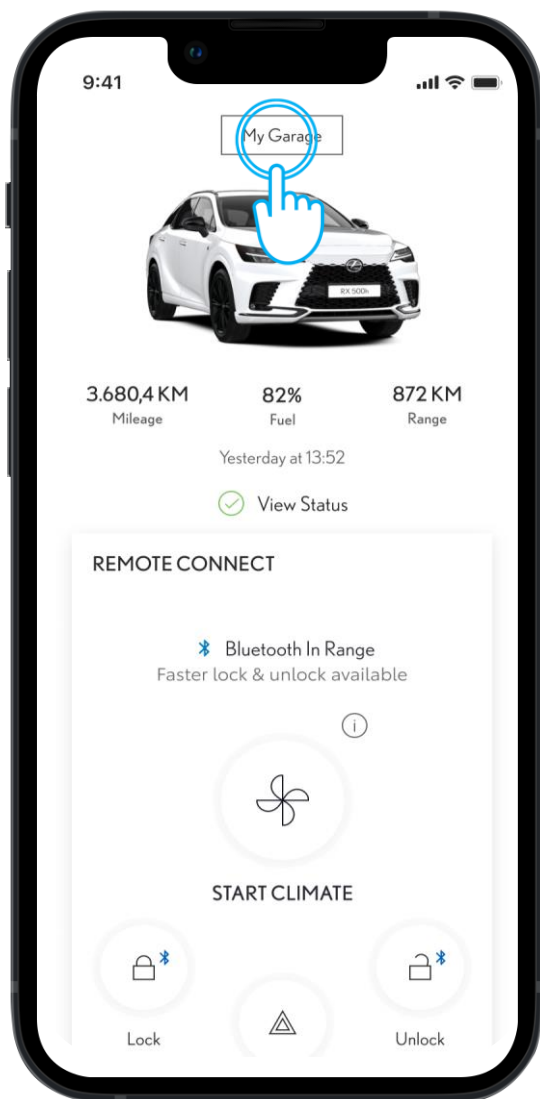 9:41
My Garage
RX 500h
3.680,4 KM 82% 872 KM
Mileage Fuel Range
Yesterday at 13:52
View Status
REMOTE CONNECT
Bluetooth In Range
Faster lock & unlock available
i
START CLIMATE
Lock Unlock